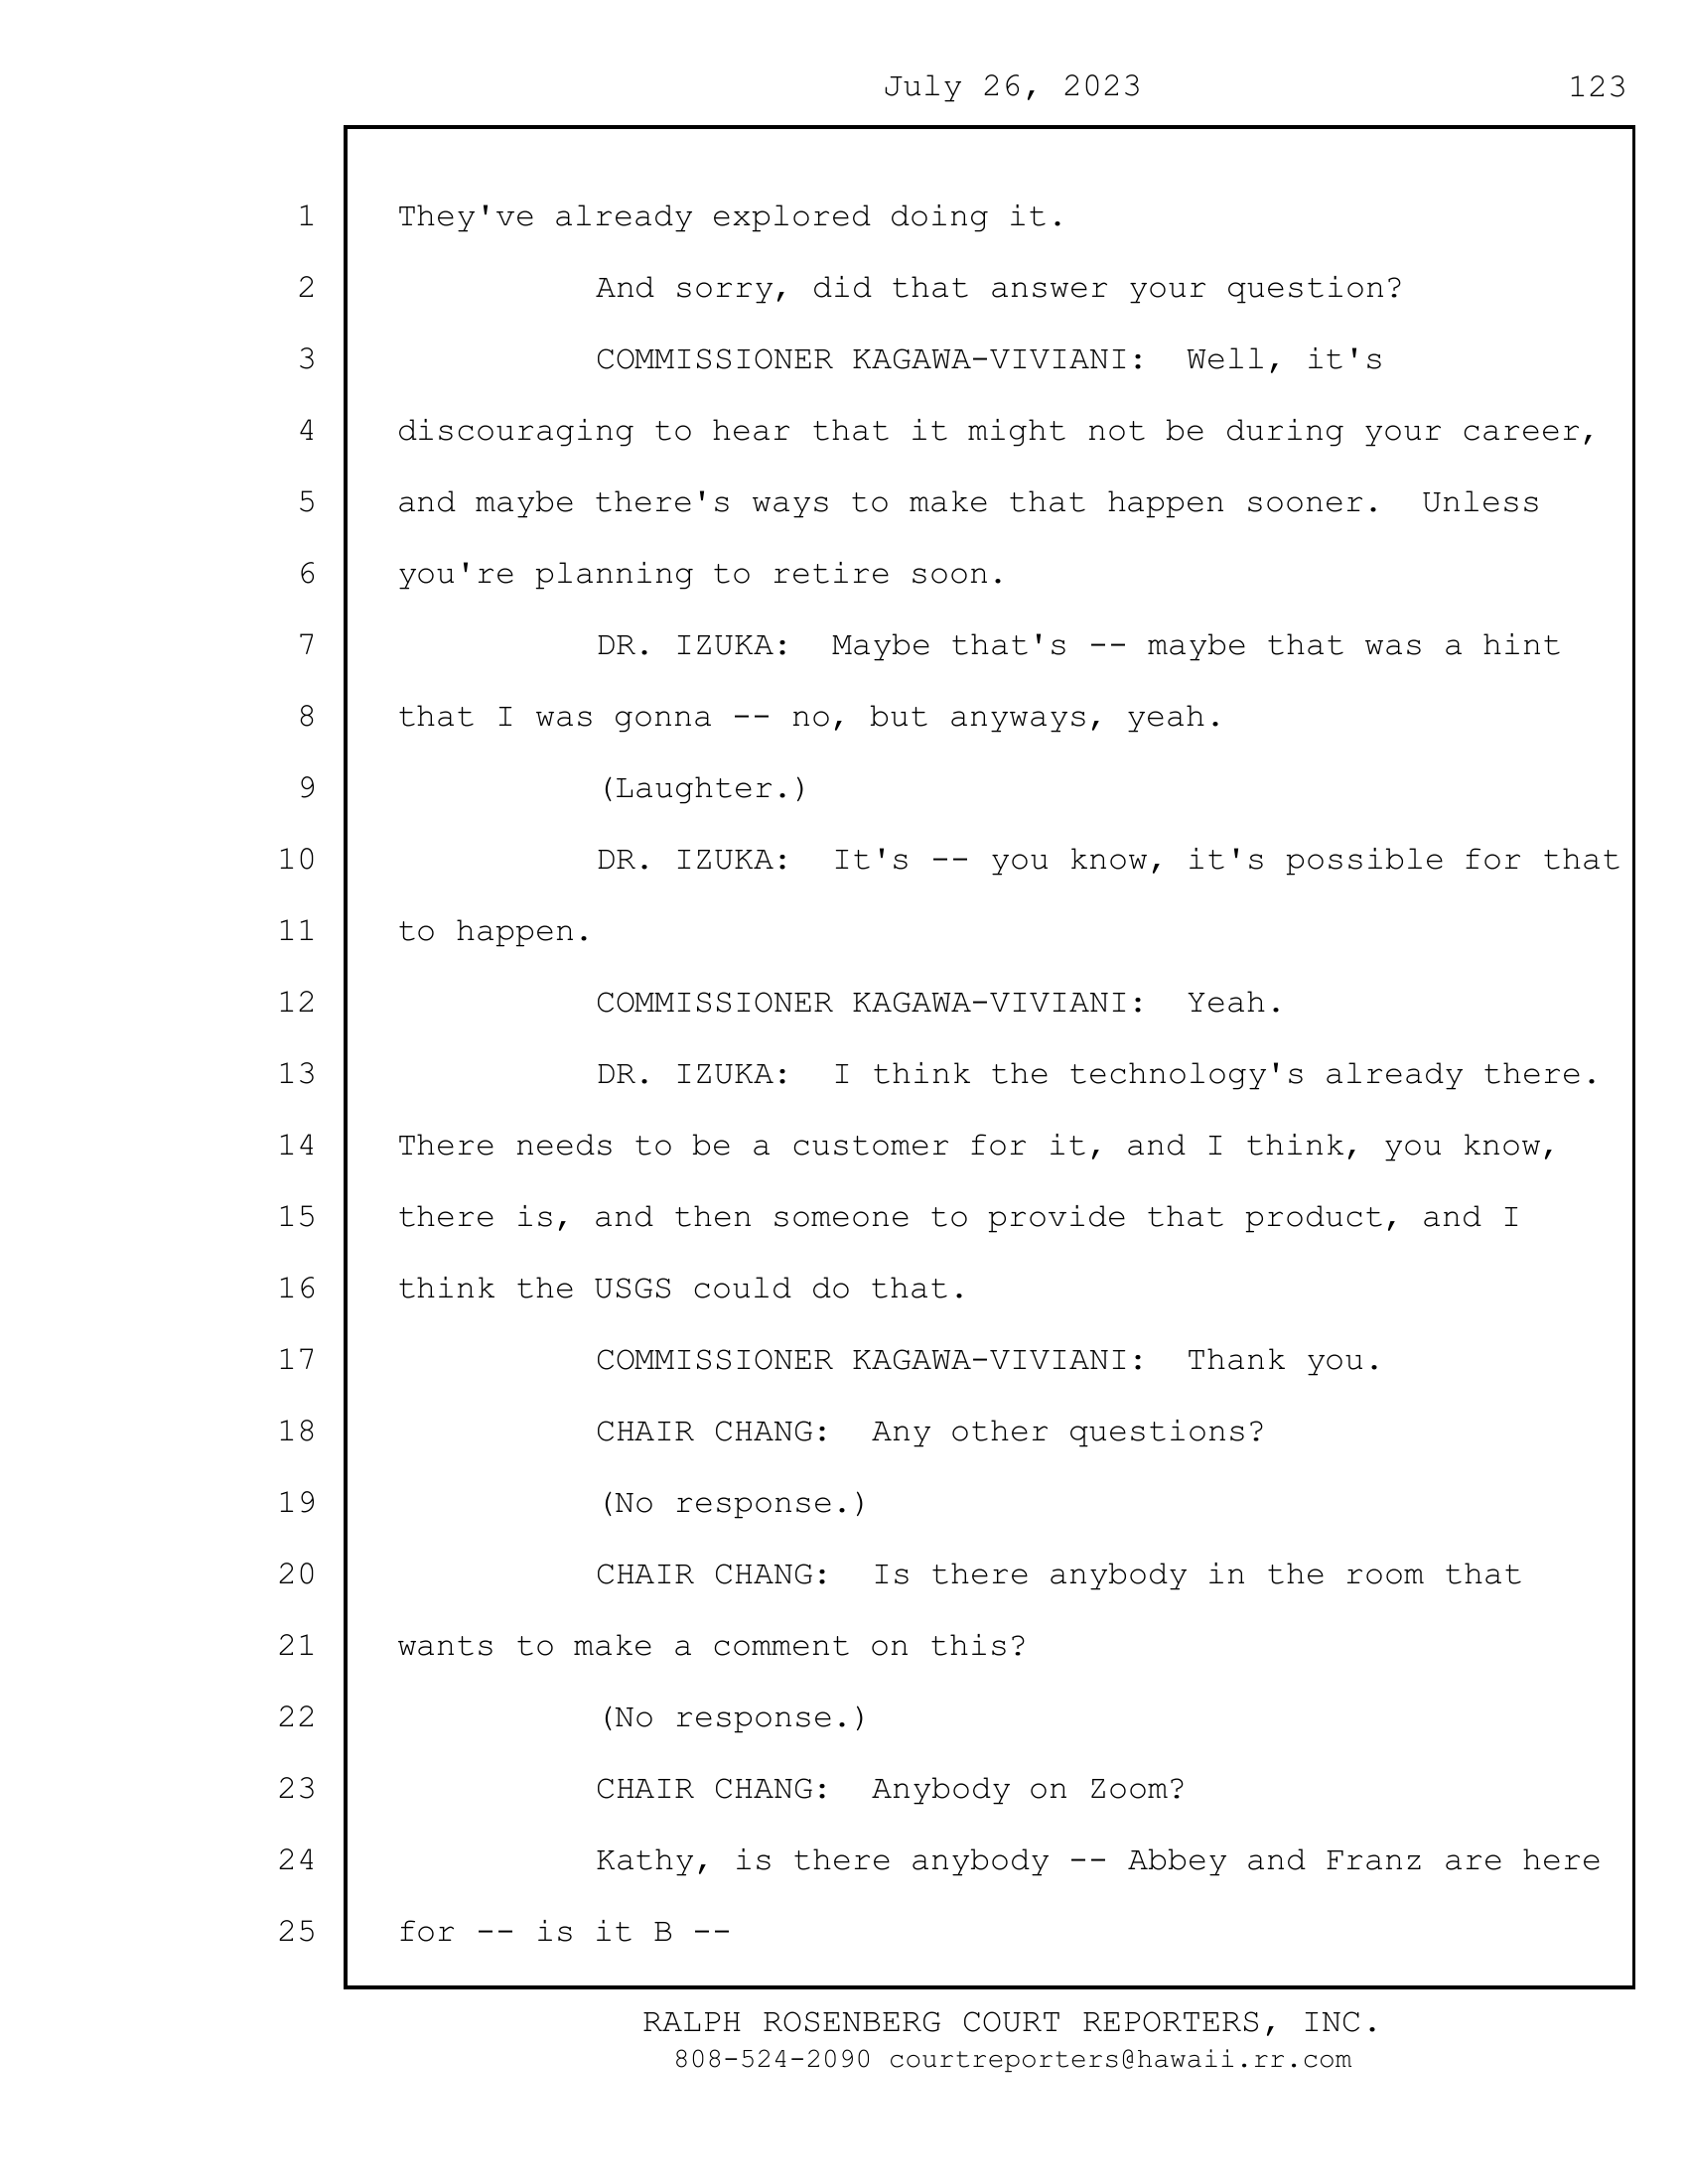 July 26, 2023 123
1 They've already explored doing it.
2 And sorry, did that answer your question?
3 COMMISSIONER KAGAWA-VIVIANI: Well, it's
4 discouraging to hear that it might not be during your career,
5 and maybe there's ways to make that happen sooner. Unless
6 you're planning to retire soon.
7 DR. IZUKA: Maybe that's -- maybe that was a hint
8 that I was gonna -- no, but anyways, yeah.
9 (Laughter.)
10 DR. IZUKA: It's -- you know, it's possible for that
11 to happen.
12 COMMISSIONER KAGAWA-VIVIANI: Yeah.
13 DR. IZUKA: I think the technology's already there.
14 There needs to be a customer for it, and I think, you know,
15 there is, and then someone to provide that product, and I
16 think the USGS could do that.
17 COMMISSIONER KAGAWA-VIVIANI: Thank you.
18 CHAIR CHANG: Any other questions?
19 (No response.)
20 CHAIR CHANG: Is there anybody in the room that
21 wants to make a comment on this?
22 (No response.)
23 CHAIR CHANG: Anybody on Zoom?
24 Kathy, is there anybody -- Abbey and Franz are here
25 for -- is it B --
RALPH ROSENBERG COURT REPORTERS, INC.
808-524-2090 courtreporters@hawaii.rr.com